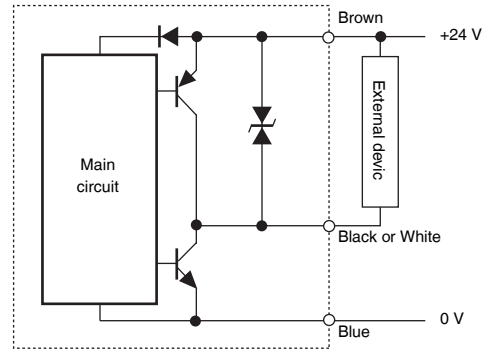 Brown
+24 V
External devic
Main
circuit
Black or White
0 V
Blue